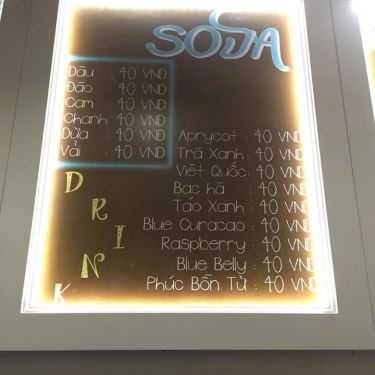 SODA
Dâu : 40 VND
Đào : 40 VND
Cam : 40 VND
Chanh : 40 VND
Dừa : 40 VND
Vải : 40 VND
Aprycot : 40 VND
Trà Xanh : 40 VND
Việt Quốc : 40 VND
Bạc hà : 40 VND
Táo Xanh : 40 VND
Blue Curacao : 40 VND
Raspberry : 40 VND
Blue Belly : 40 VND
Phúc Bồn Tử : 40 VND
DRINK